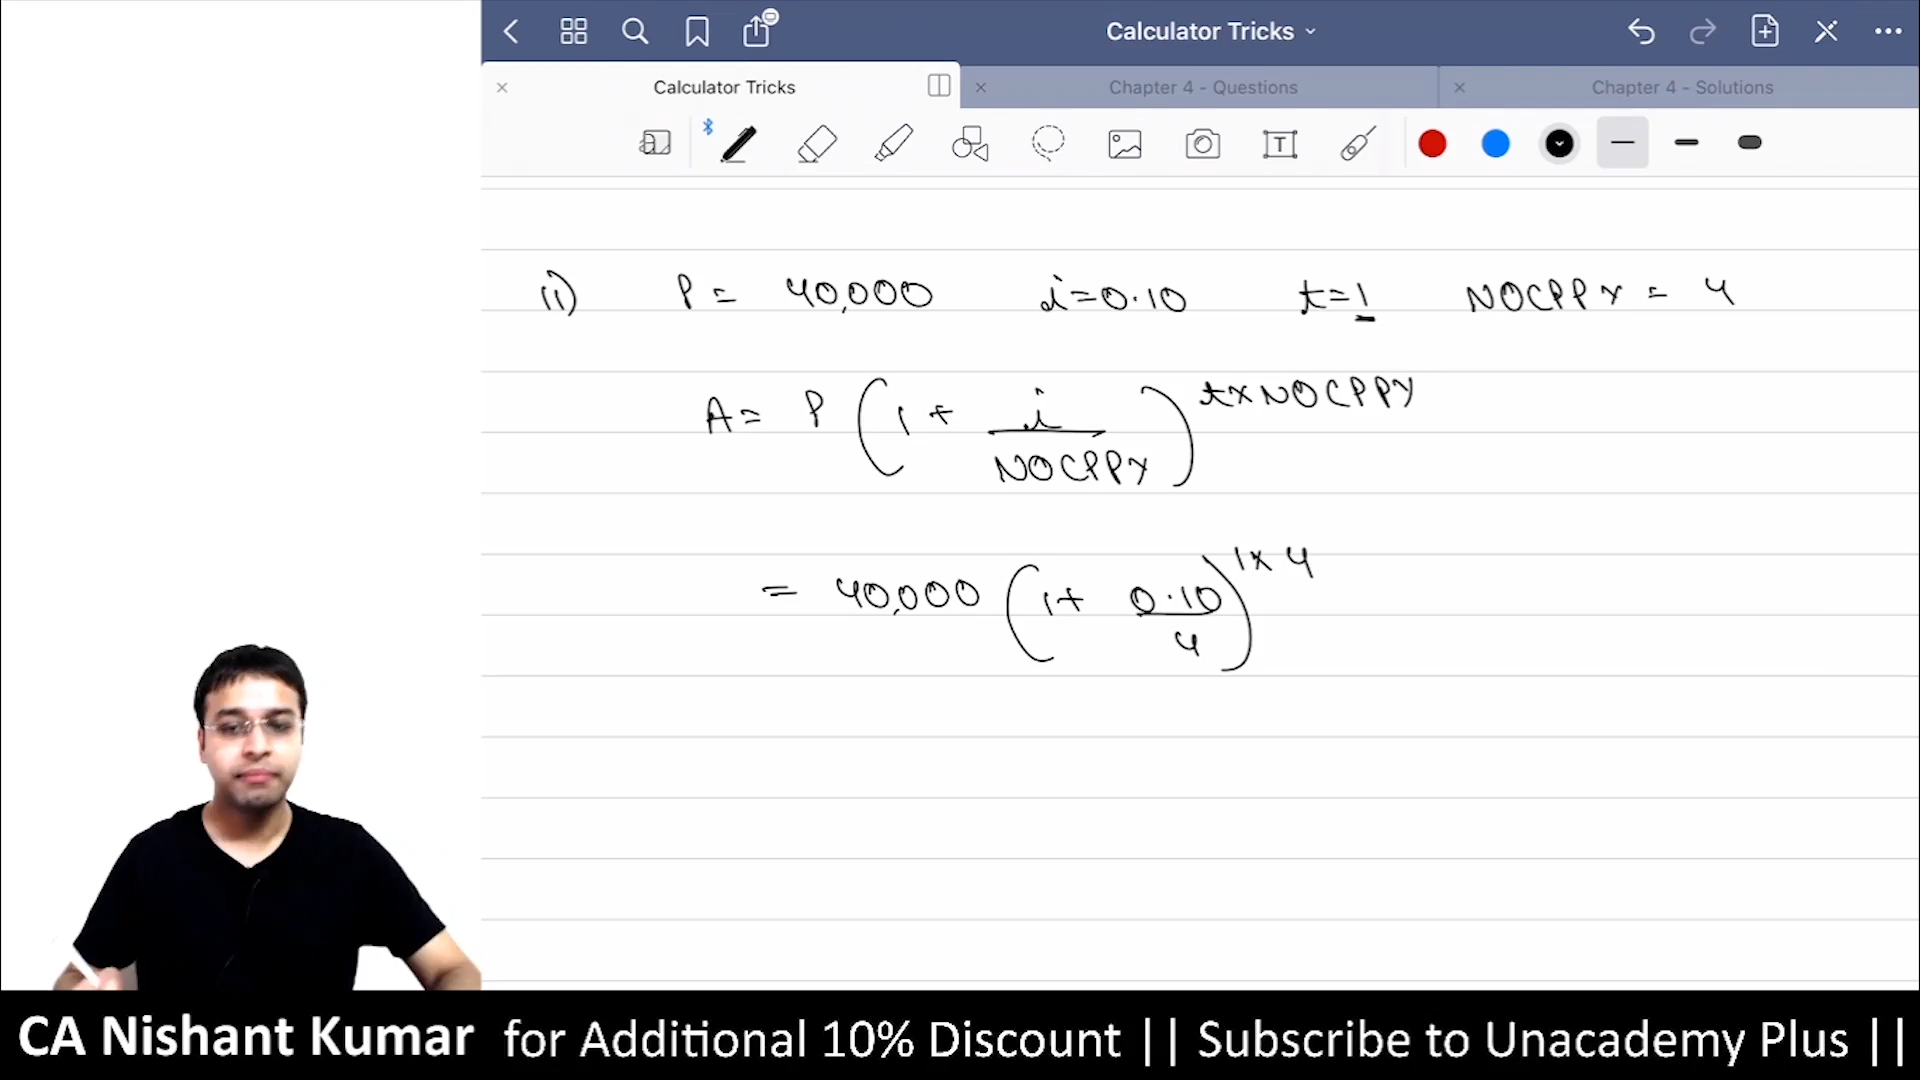 Calculator Tricks
Calculator Tricks
Chapter 4 - Questions
Chapter 4 - Solutions
ii) P = 40,000 i = 0.10 t = 1 NOCPPY = 4
A = P (1 + i / NOCPPY)^t × NOCPPY
= 40,000 (1 + 0.10 / 4)^1 × 4
CA Nishant Kumar for Additional 10% Discount || Subscribe to Unacademy Plus ||